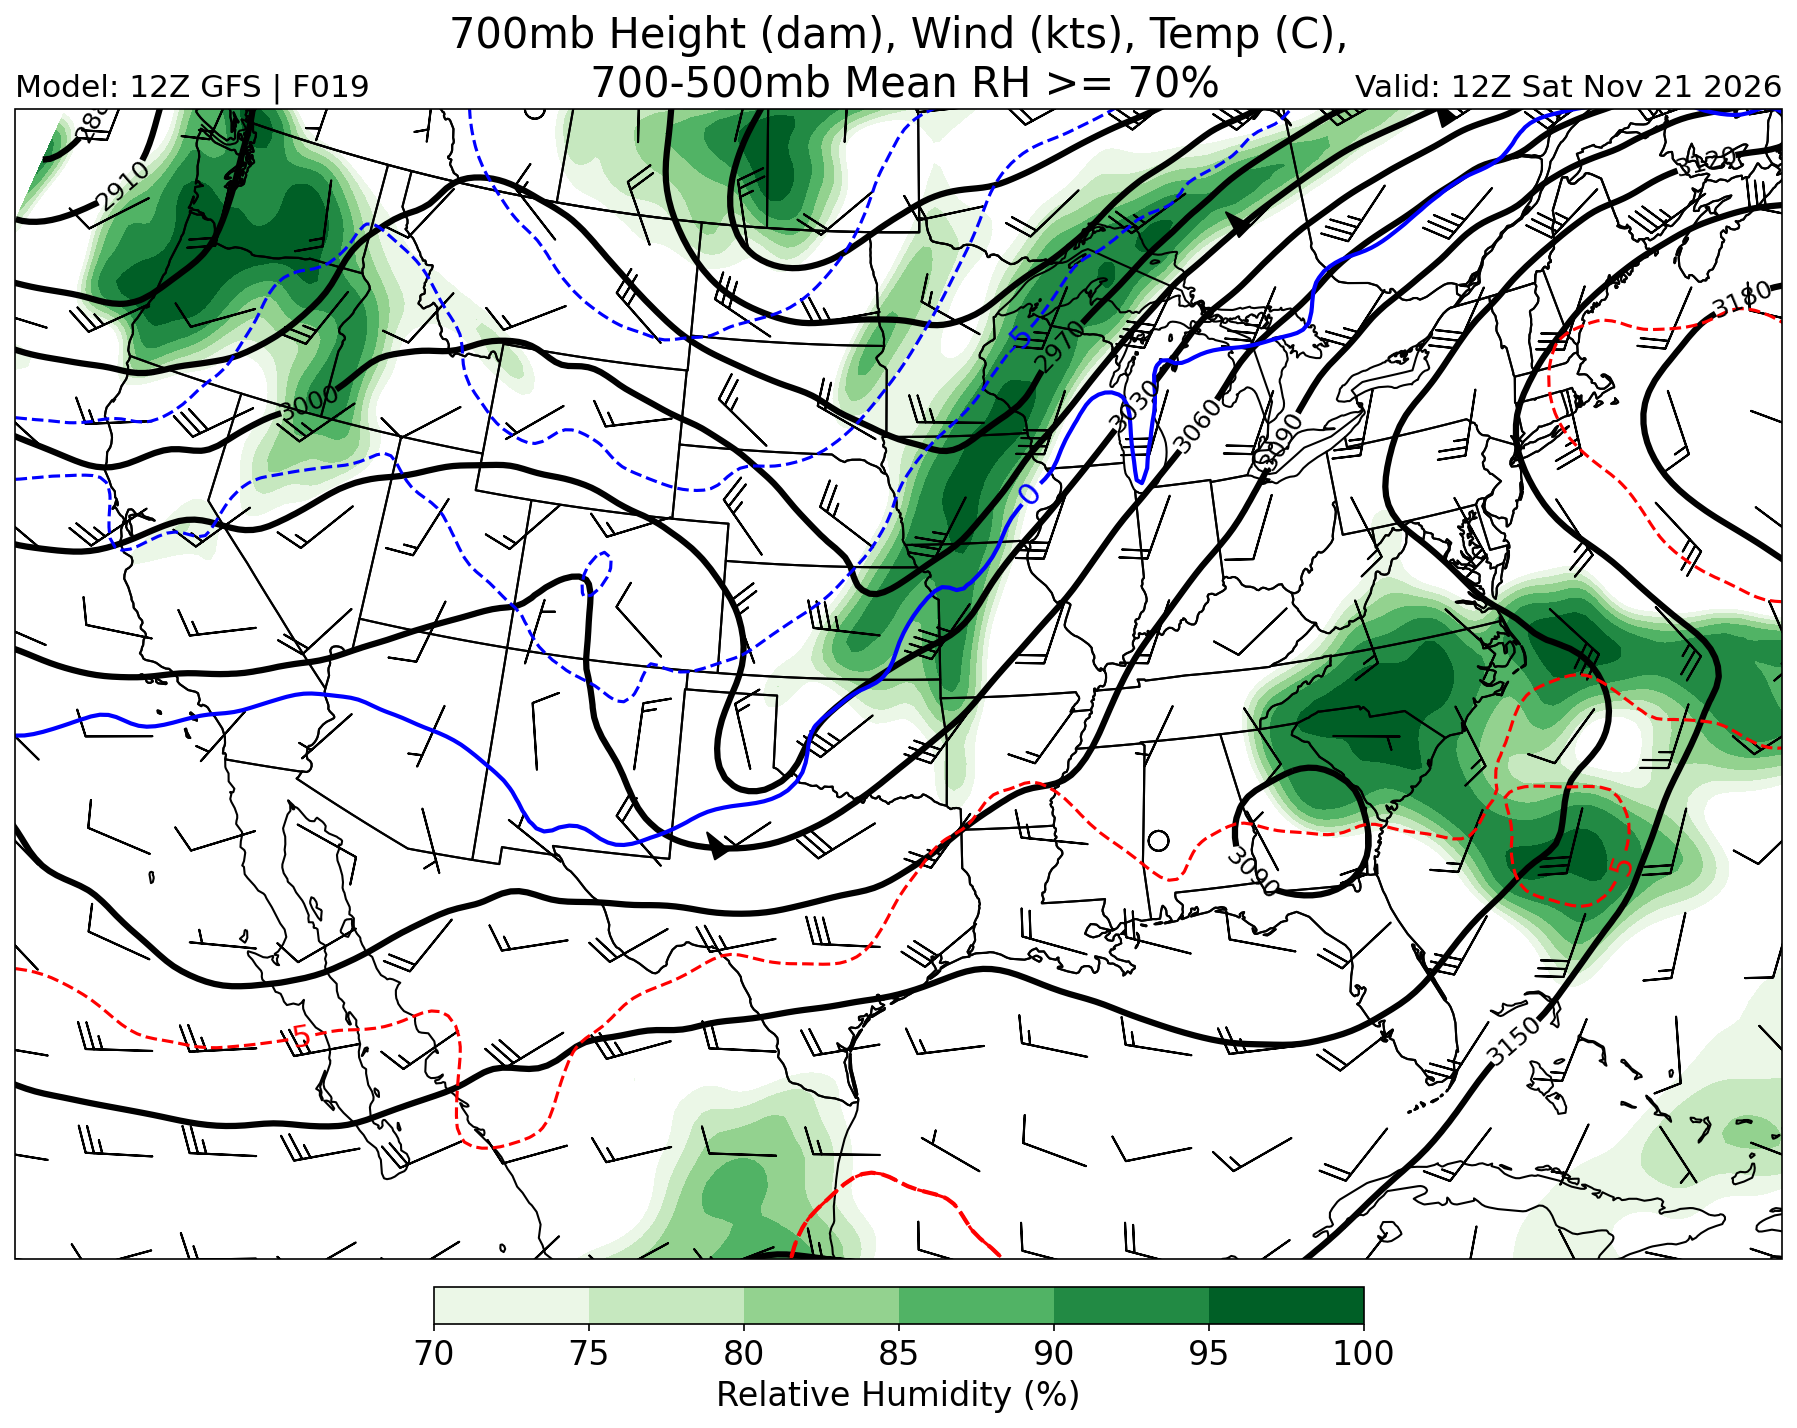 700mb Height (dam), Wind (kts), Temp (C),
700-500mb Mean RH >= 70%
Model: 12Z GFS | F019
Valid: 12Z Sat Nov 21 2026
2910
3120
3180
-5
2970
3000
3030
3060
3090
0
3090
5
5
3150
70 75 80 85 90 95 100
Relative Humidity (%)